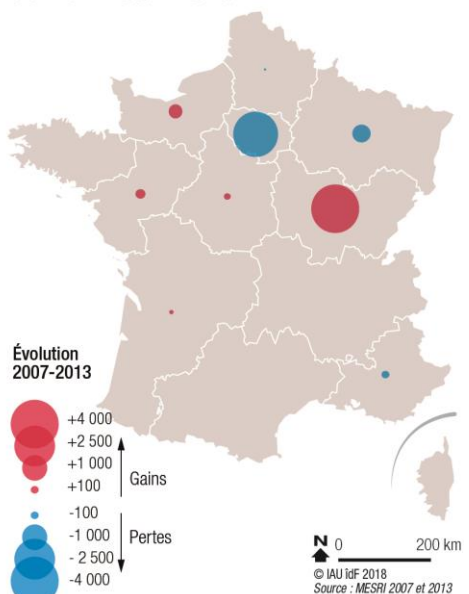 Évolution
2007-2013
+4 000
+2 500
+1 000
+100
Gains
-100
-1 000
Pertes
- 2 500
-4 000
N 0 200 km
© IAU îdF 2018
Source : MESRI 2007 et 2013